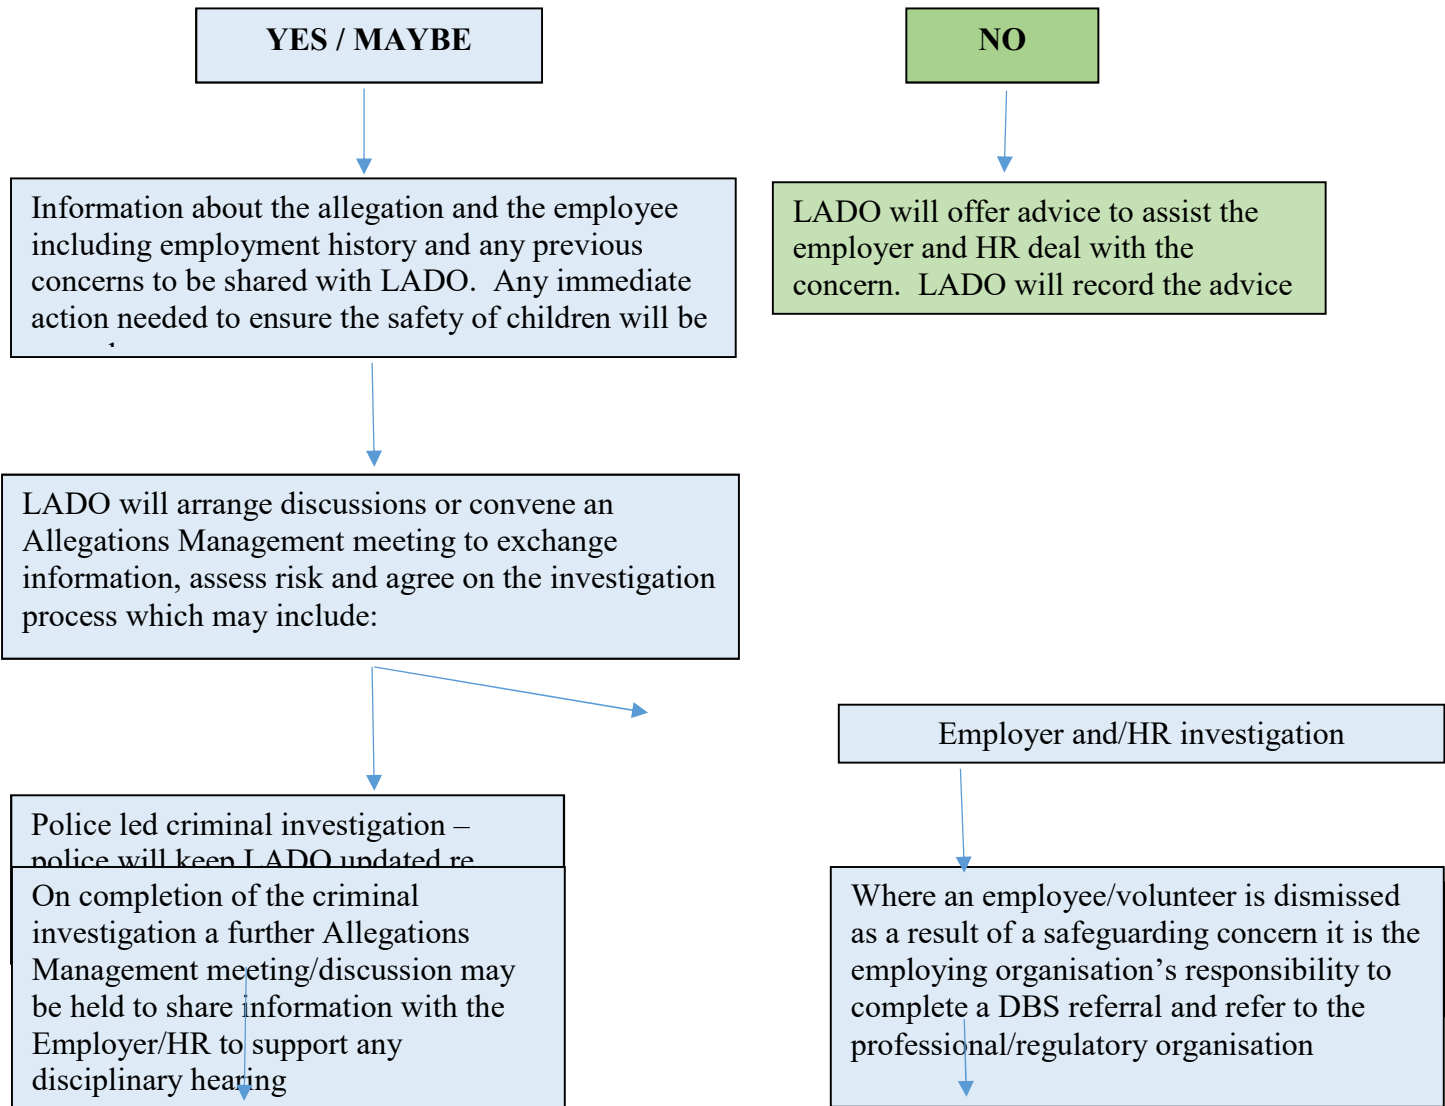 YES / MAYBE
NO
Information about the allegation and the employee
including employment history and any previous
concerns to be shared with LADO.  Any immediate
action needed to ensure the safety of children will be
LADO will offer advice to assist the
employer and HR deal with the
concern.  LADO will record the advice
LADO will arrange discussions or convene an
Allegations Management meeting to exchange
information, assess risk and agree on the investigation
process which may include:
Employer and/HR investigation
Police led criminal investigation –
police will keep LADO updated re
On completion of the criminal
investigation a further Allegations
Management meeting/discussion may
be held to share information with the
Employer/HR to support any
disciplinary hearing
Where an employee/volunteer is dismissed
as a result of a safeguarding concern it is the
employing organisation’s responsibility to
complete a DBS referral and refer to the
professional/regulatory organisation